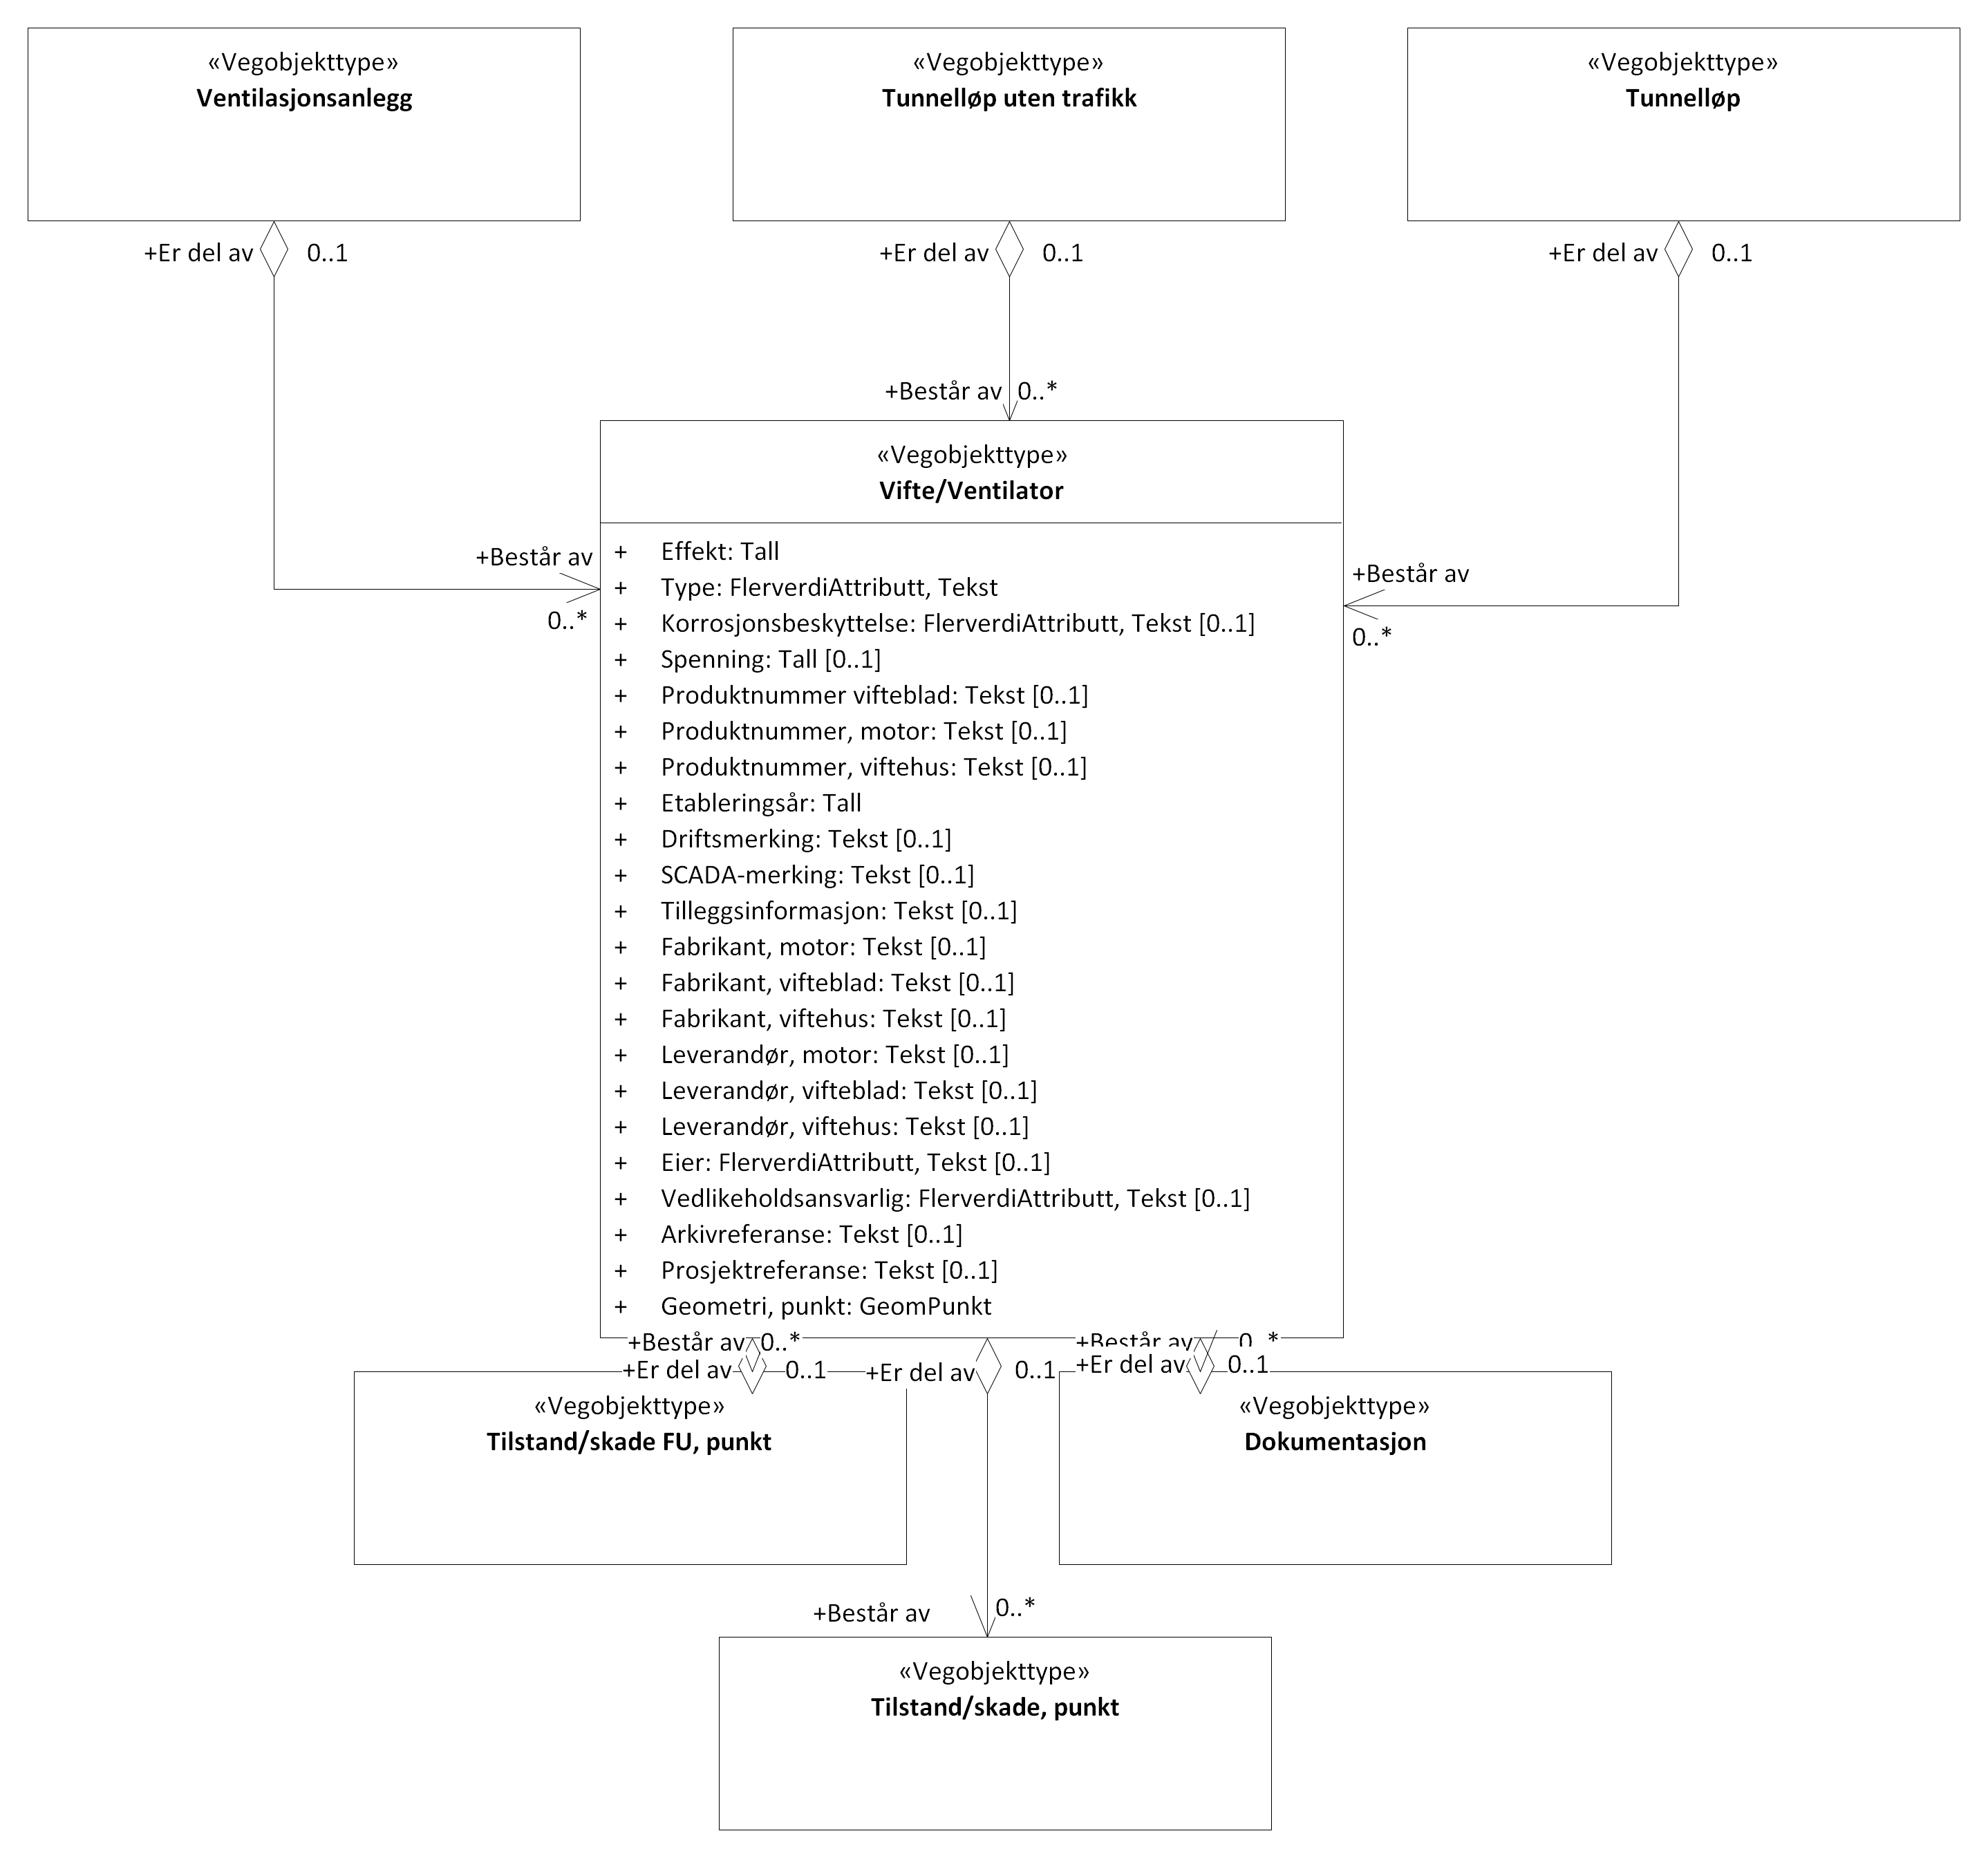 «Vegobjekttype»
Ventilasjonsanlegg
«Vegobjekttype»
Tunnelløp uten trafikk
«Vegobjekttype»
Tunnelløp
+Er del av
0..1
+Er del av
0..1
+Er del av
0..1
+Består av
0..*
+Består av
0..*
+Består av
0..*
«Vegobjekttype»
Vifte/Ventilator
+ Effekt: Tall
+ Type: FlerverdiAttributt, Tekst
+ Korrosjonsbeskyttelse: FlerverdiAttributt, Tekst [0..1]
+ Spenning: Tall [0..1]
+ Produktnummer vifteblad: Tekst [0..1]
+ Produktnummer, motor: Tekst [0..1]
+ Produktnummer, viftehus: Tekst [0..1]
+ Etableringsår: Tall
+ Driftsmerking: Tekst [0..1]
+ SCADA-merking: Tekst [0..1]
+ Tilleggsinformasjon: Tekst [0..1]
+ Fabrikant, motor: Tekst [0..1]
+ Fabrikant, vifteblad: Tekst [0..1]
+ Fabrikant, viftehus: Tekst [0..1]
+ Leverandør, motor: Tekst [0..1]
+ Leverandør, vifteblad: Tekst [0..1]
+ Leverandør, viftehus: Tekst [0..1]
+ Eier: FlerverdiAttributt, Tekst [0..1]
+ Vedlikeholdsansvarlig: FlerverdiAttributt, Tekst [0..1]
+ Arkivreferanse: Tekst [0..1]
+ Prosjektreferanse: Tekst [0..1]
+ Geometri, punkt: GeomPunkt
+Består av
0..*
+Består av
0..*
+Er del av
0..1
+Er del av
0..1
+Er del av
0..1
«Vegobjekttype»
Tilstand/skade FU, punkt
«Vegobjekttype»
Dokumentasjon
+Består av
0..*
«Vegobjekttype»
Tilstand/skade, punkt